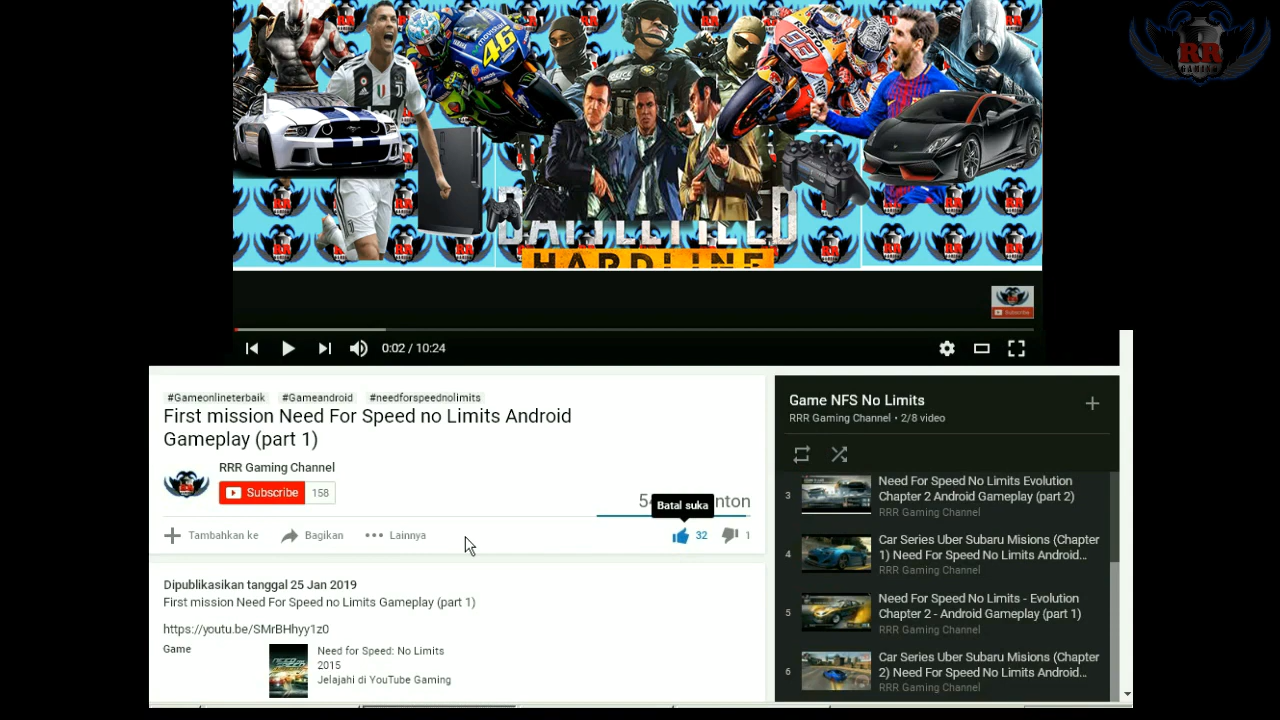 RR
GAMING
46
93
POLICE
BATTLEFIELD
HARDLINE
Subscribe
0:02 / 10:24
#Gameonlineterbaik #Gameandroid #needforspeednolimits
First mission Need For Speed no Limits Android
Gameplay (part 1)
RRR Gaming Channel
Subscribe 158
Batal suka
Tambahkan ke Bagikan Lainnya
32 1
Dipublikasikan tanggal 25 Jan 2019
First mission Need For Speed no Limits Gameplay (part 1)
https://youtu.be/SMrBHhyy1z0
Game
Need for Speed: No Limits
2015
Jelajahi di YouTube Gaming
Game NFS No Limits
RRR Gaming Channel • 2/8 video
3
Need For Speed No Limits Evolution
Chapter 2 Android Gameplay (part 2)
RRR Gaming Channel
4
Car Series Uber Subaru Misions (Chapter
1) Need For Speed No Limits Android...
RRR Gaming Channel
5
Need For Speed No Limits - Evolution
Chapter 2 - Android Gameplay (part 1)
RRR Gaming Channel
6
Car Series Uber Subaru Misions (Chapter
2) Need For Speed No Limits Android...
RRR Gaming Channel